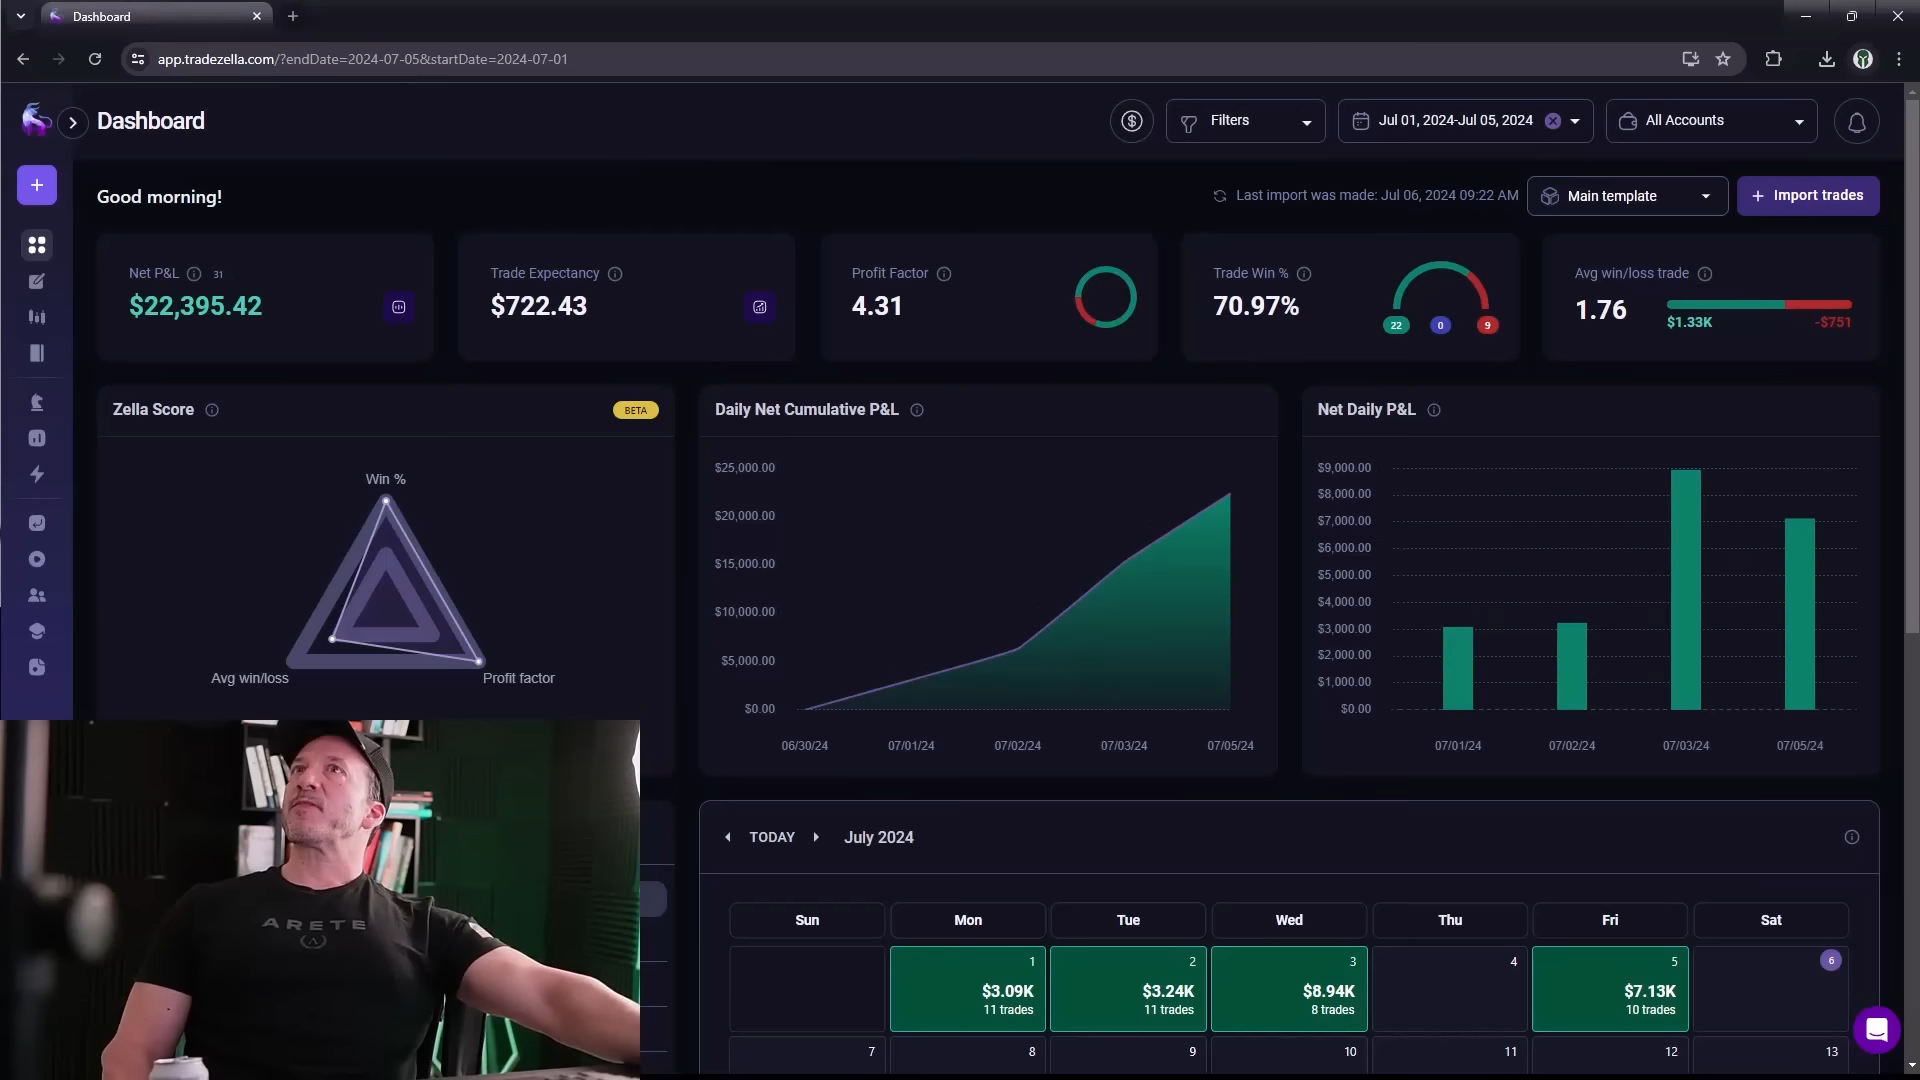 Dashboard
app.tradezella.com/?endDate=2024-07-05&startDate=2024-07-01
Dashboard
Filters
Jul 01, 2024-Jul 05, 2024
All Accounts
Good morning!
Last import was made: Jul 06, 2024 09:22 AM
Main template
Import trades
Net P&L 31
$22,395.42
Trade Expectancy
$722.43
Profit Factor
4.31
Trade Win %
70.97%
22 0 9
Avg win/loss trade
1.76
$1.33K -$751
Zella Score
BETA
Win %
Avg win/loss
Profit factor
Daily Net Cumulative P&L
$25,000.00
$20,000.00
$15,000.00
$10,000.00
$5,000.00
$0.00
06/30/24 07/01/24 07/02/24 07/03/24 07/05/24
Net Daily P&L
$9,000.00
$8,000.00
$7,000.00
$6,000.00
$5,000.00
$4,000.00
$3,000.00
$2,000.00
$1,000.00
$0.00
07/01/24 07/02/24 07/03/24 07/05/24
TODAY July 2024
Sun Mon Tue Wed Thu Fri Sat
1 2 3 4 5 6
$3.09K $3.24K $8.94K $7.13K
11 trades 11 trades 8 trades 10 trades
7 8 9 10 11 12 13
ARETE